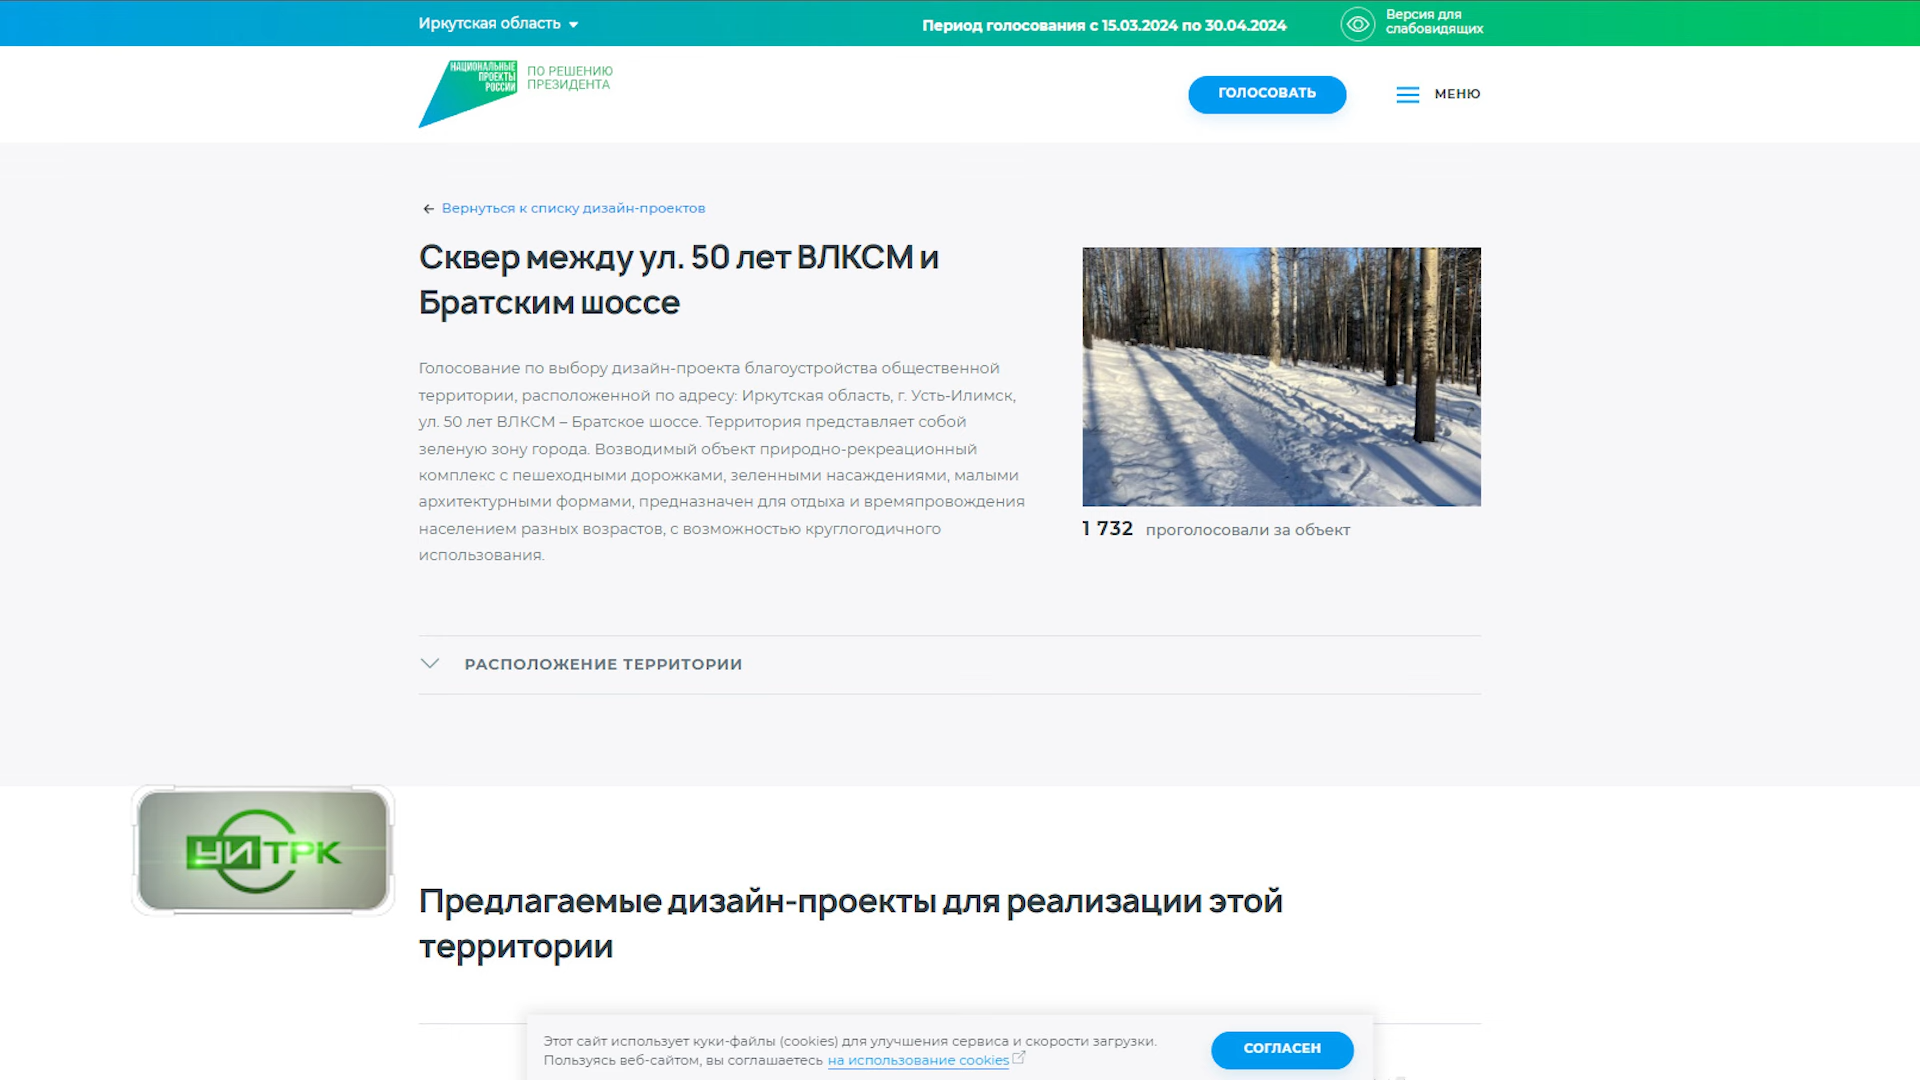 Иркутская область
Период голосования с 15.03.2024 по 30.04.2024
Версия для
слабовидящих
НАЦИОНАЛЬНЫЕ
ПРОЕКТЫ
РОССИИ
ПО РЕШЕНИЮ
ПРЕЗИДЕНТА
ГОЛОСОВАТЬ
МЕНЮ
Вернуться к списку дизайн-проектов
Сквер между ул. 50 лет ВЛКСМ и
Братским шоссе
Голосование по выбору дизайн-проекта благоустройства общественной
территории, расположенной по адресу: Иркутская область, г. Усть-Илимск,
ул. 50 лет ВЛКСМ – Братское шоссе. Территория представляет собой
зеленую зону города. Возводимый объект природно-рекреационный
комплекс с пешеходными дорожками, зеленными насаждениями, малыми
архитектурными формами, предназначен для отдыха и времяпровождения
населением разных возрастов, с возможностью круглогодичного
использования.
1 732 проголосовали за объект
РАСПОЛОЖЕНИЕ ТЕРРИТОРИИ
УИТРК
Предлагаемые дизайн-проекты для реализации этой
территории
Этот сайт использует куки-файлы (cookies) для улучшения сервиса и скорости загрузки.
Пользуясь веб-сайтом, вы соглашаетесь на использование cookies
СОГЛАСЕН